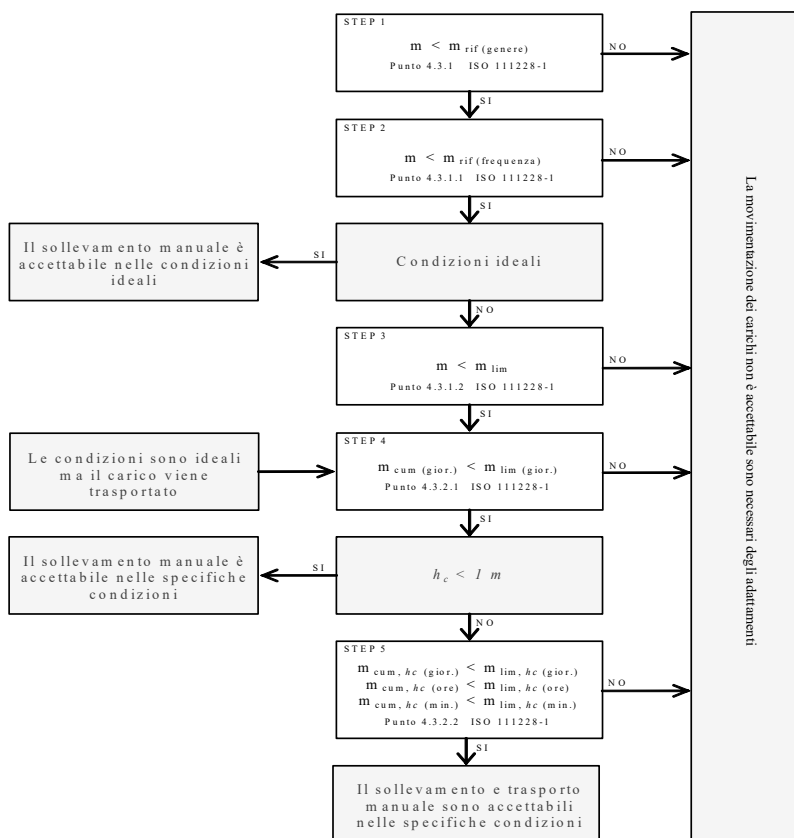 STEP 1
m < m rif (genere)
Punto 4.3.1 ISO 111228-1
NO
SI
STEP 2
m < m rif (frequenza)
Punto 4.3.1.1 ISO 111228-1
NO
SI
Il sollevamento manuale è
accettabile nelle condizioni
ideali
SI
Condizioni ideali
NO
STEP 3
m < m lim
Punto 4.3.1.2 ISO 111228-1
NO
SI
Le condizioni sono ideali
ma il carico viene
trasportato
STEP 4
m cum (gior.) < m lim (gior.)
Punto 4.3.2.1 ISO 111228-1
NO
SI
Il sollevamento manuale è
accettabile nelle specifiche
condizioni
SI
hc < 1 m
NO
STEP 5
m cum, hc (gior.) < m lim, hc (gior.)
m cum, hc (ore) < m lim, hc (ore)
m cum, hc (min.) < m lim, hc (min.)
Punto 4.3.2.2 ISO 111228-1
NO
SI
Il sollevamento e trasporto
manuale sono accettabili
nelle specifiche condizioni
La movimentazione dei carichi non è accettabile sono necessari degli adattamenti